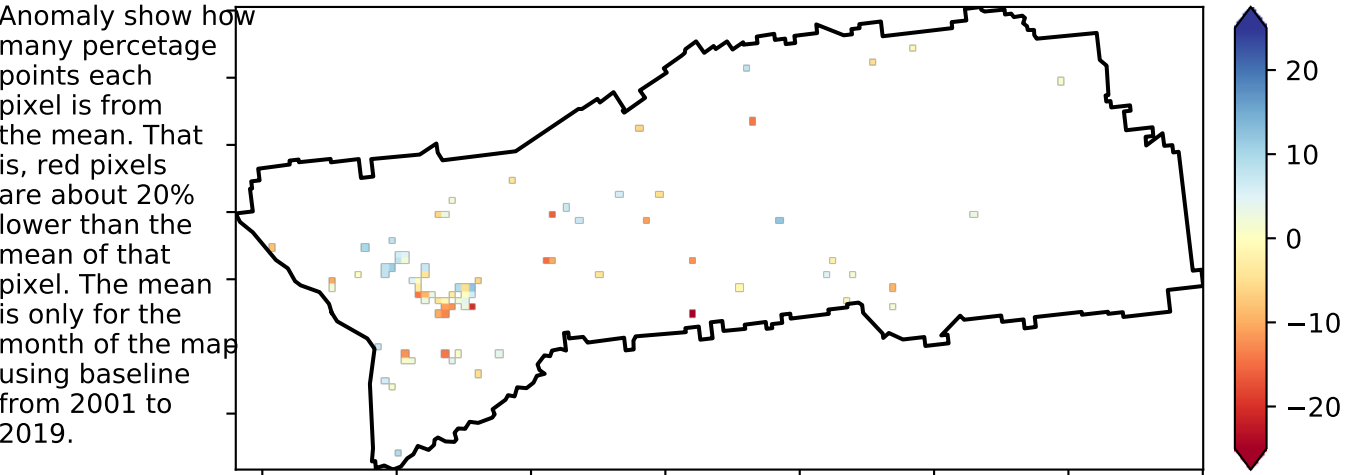 Anomaly show how
many percetage
points each
pixel is from
the mean. That
is, red pixels
are about 20%
lower than the
mean of that
pixel. The mean
is only for the
month of the map
using baseline
from 2001 to
2019.
20
10
0
−10
−20